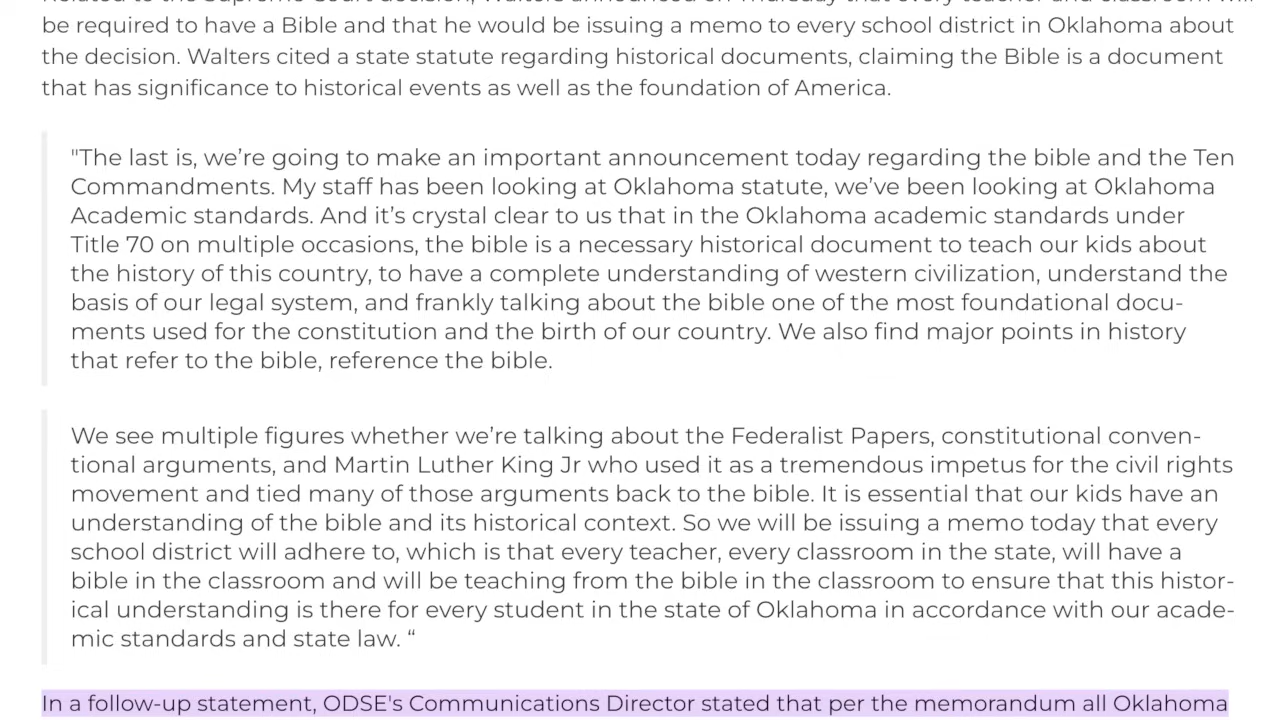 be required to have a Bible and that he would be issuing a memo to every school district in Oklahoma about
the decision. Walters cited a state statute regarding historical documents, claiming the Bible is a document
that has significance to historical events as well as the foundation of America.
"The last is, we’re going to make an important announcement today regarding the bible and the Ten
Commandments. My staff has been looking at Oklahoma statute, we’ve been looking at Oklahoma
Academic standards. And it’s crystal clear to us that in the Oklahoma academic standards under
Title 70 on multiple occasions, the bible is a necessary historical document to teach our kids about
the history of this country, to have a complete understanding of western civilization, understand the
basis of our legal system, and frankly talking about the bible one of the most foundational docu-
ments used for the constitution and the birth of our country. We also find major points in history
that refer to the bible, reference the bible.
We see multiple figures whether we’re talking about the Federalist Papers, constitutional conven-
tional arguments, and Martin Luther King Jr who used it as a tremendous impetus for the civil rights
movement and tied many of those arguments back to the bible. It is essential that our kids have an
understanding of the bible and its historical context. So we will be issuing a memo today that every
school district will adhere to, which is that every teacher, every classroom in the state, will have a
bible in the classroom and will be teaching from the bible in the classroom to ensure that this histor-
ical understanding is there for every student in the state of Oklahoma in accordance with our acade-
mic standards and state law. “
In a follow-up statement, ODSE's Communications Director stated that per the memorandum all Oklahoma